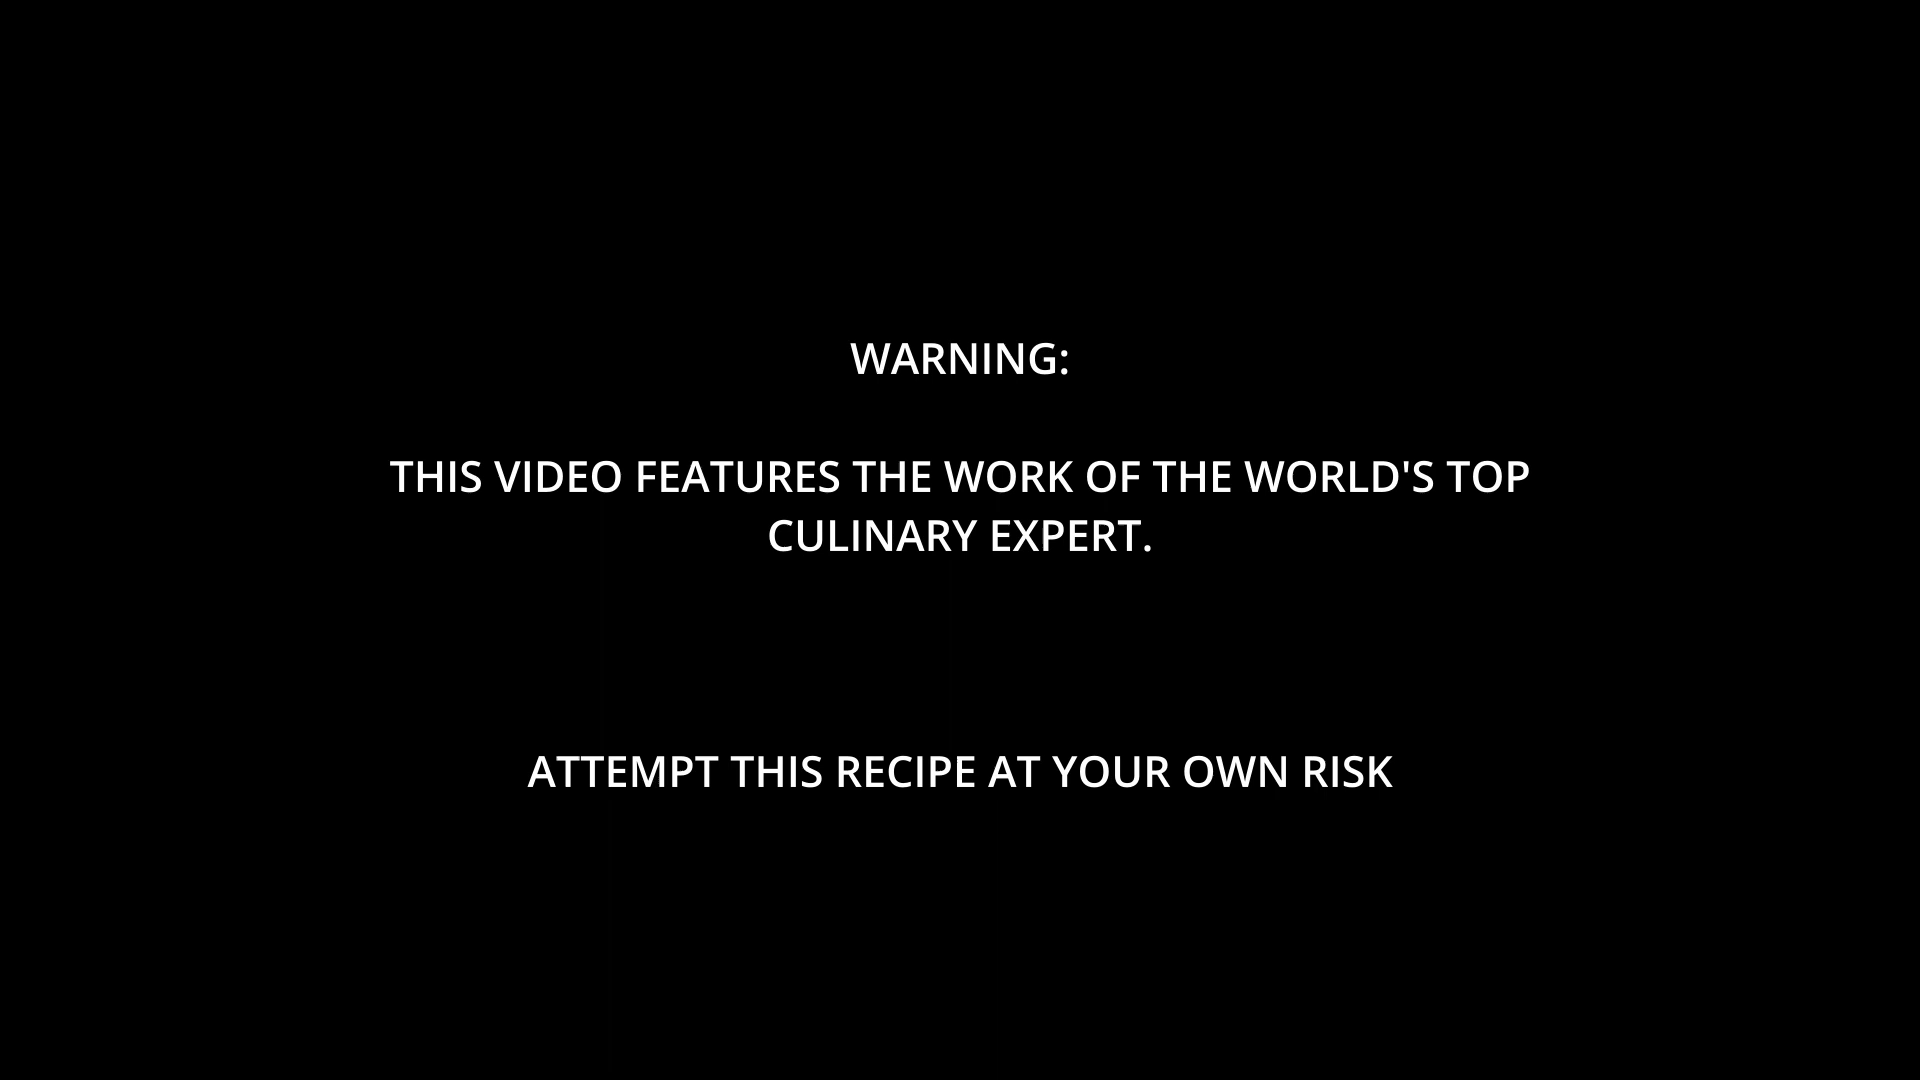 WARNING:
THIS VIDEO FEATURES THE WORK OF THE WORLD'S TOP
CULINARY EXPERT.
ATTEMPT THIS RECIPE AT YOUR OWN RISK